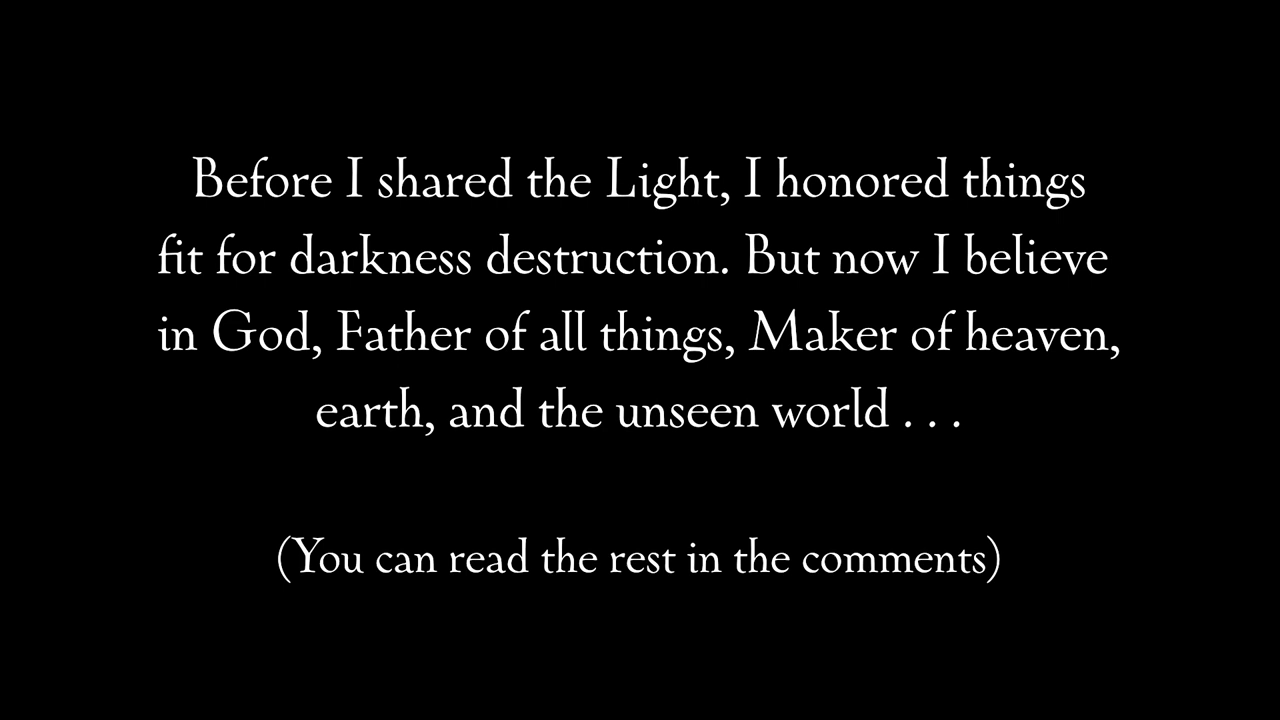 Before I shared the Light, I honored things
fit for darkness destruction. But now I believe
in God, Father of all things, Maker of heaven,
earth, and the unseen world . . .
(You can read the rest in the comments)